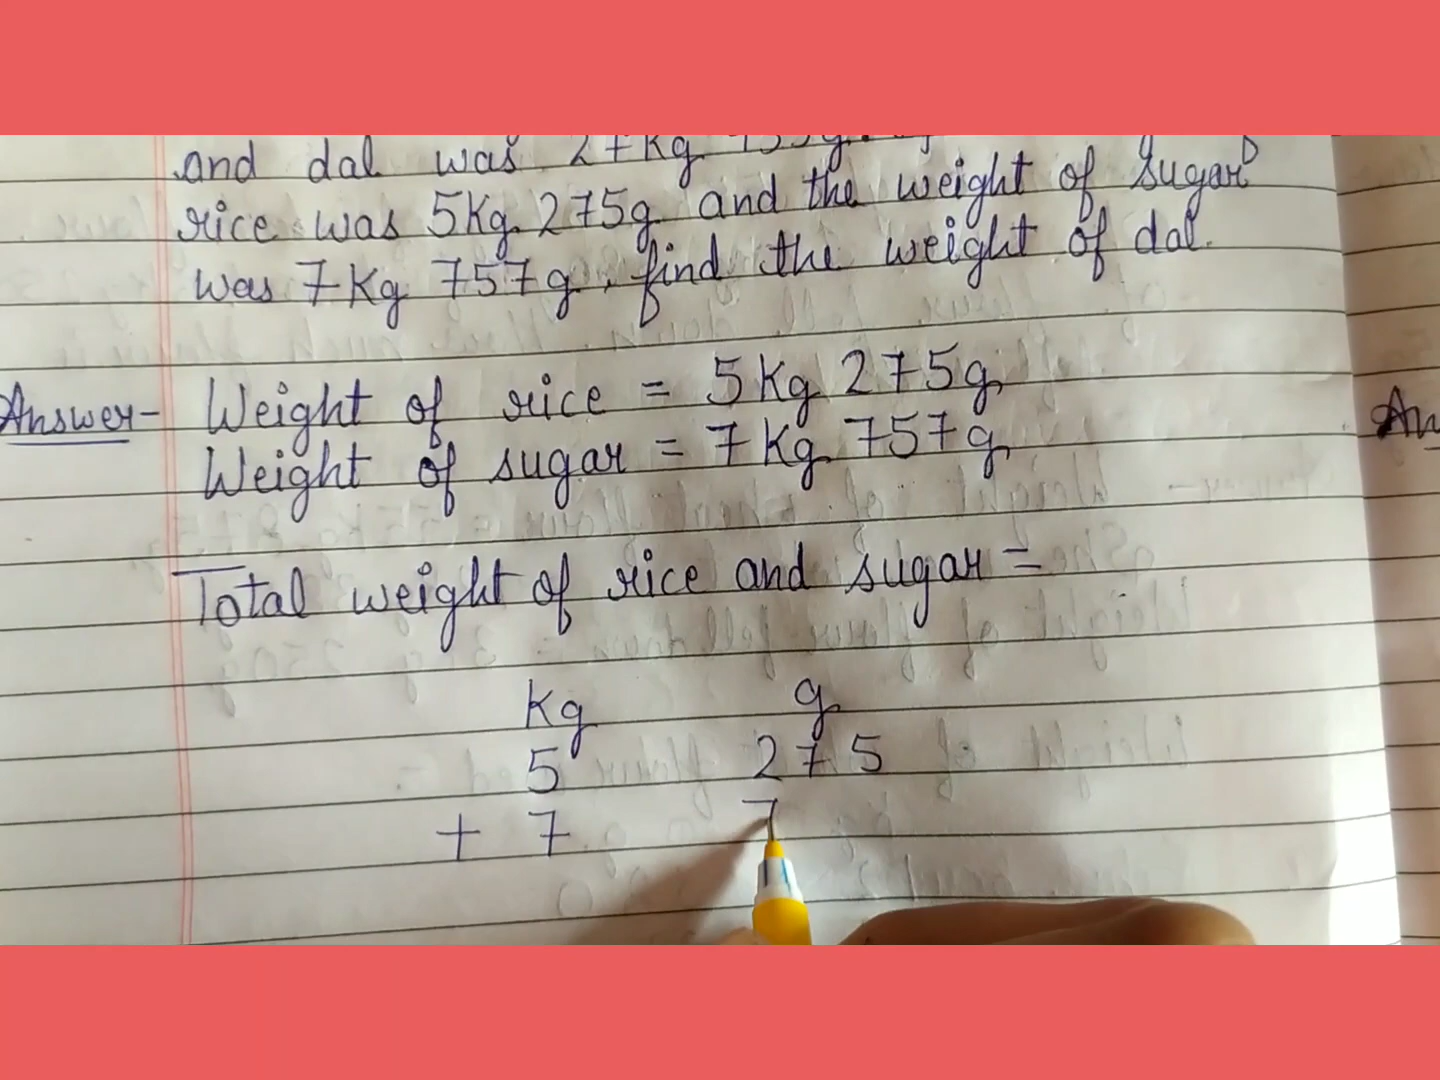 and dal was 27Kg
rice was 5Kg 275g and the weight of sugar
was 7Kg 757g, find the weight of dal.
Answer- Weight of rice = 5Kg 275g
Weight of sugar = 7Kg 757g
Total weight of rice and sugar =
Kg g
5 275
+ 7 7
An